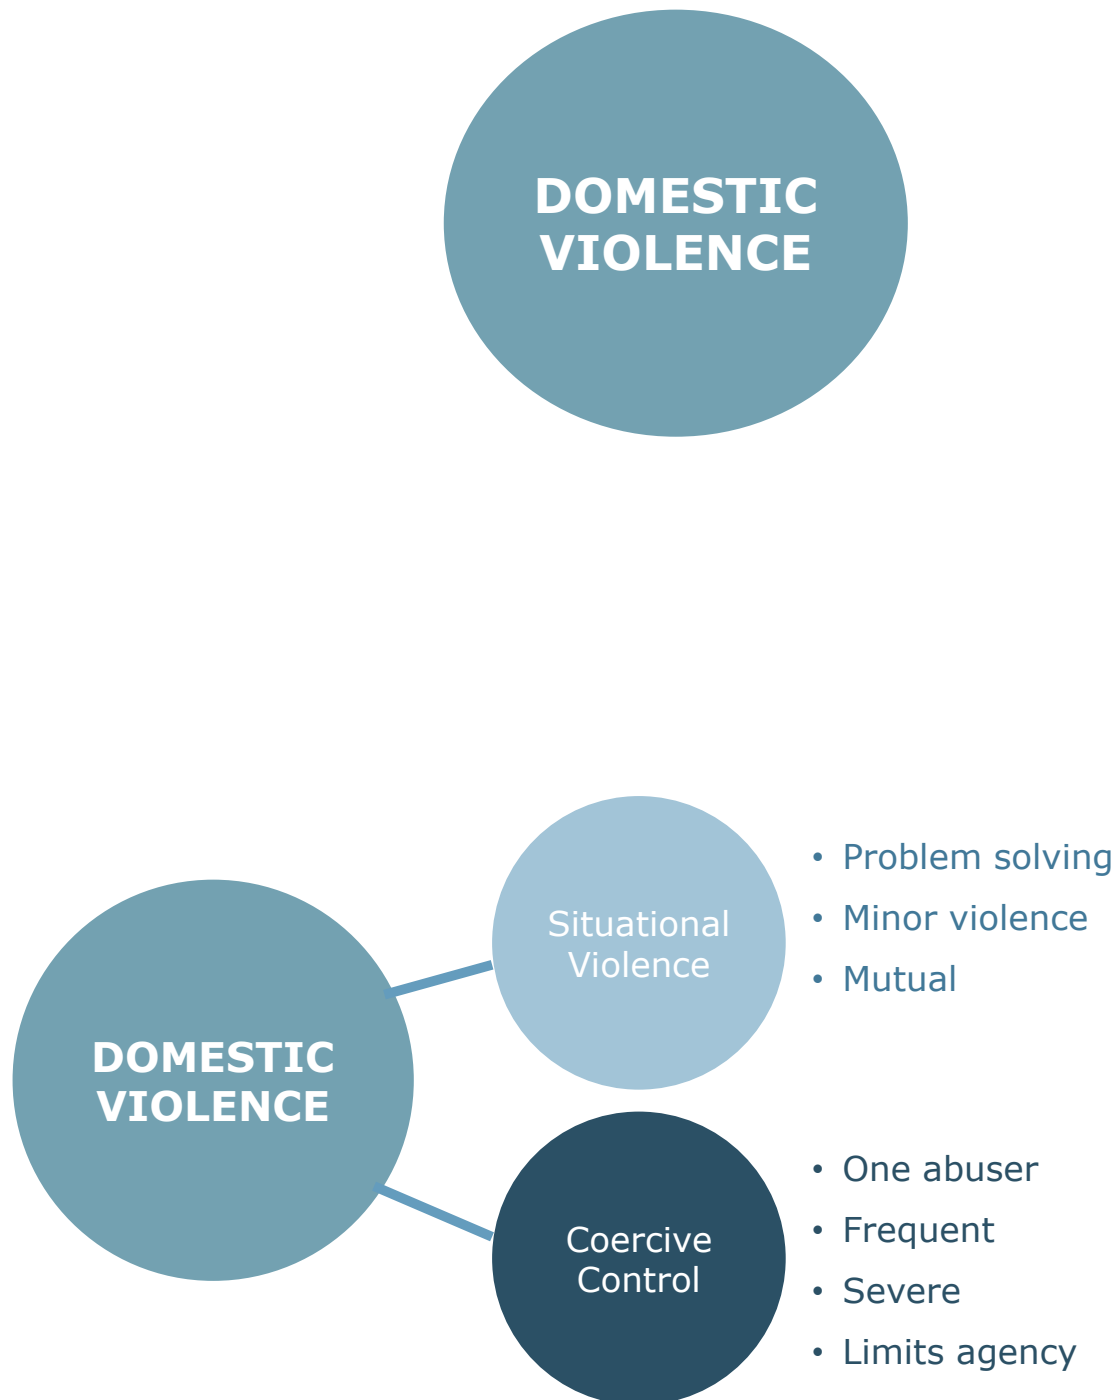 DOMESTIC
VIOLENCE
DOMESTIC
VIOLENCE
Situational
Violence
• Problem solving
• Minor violence
• Mutual
Coercive
Control
• One abuser
• Frequent
• Severe
• Limits agency